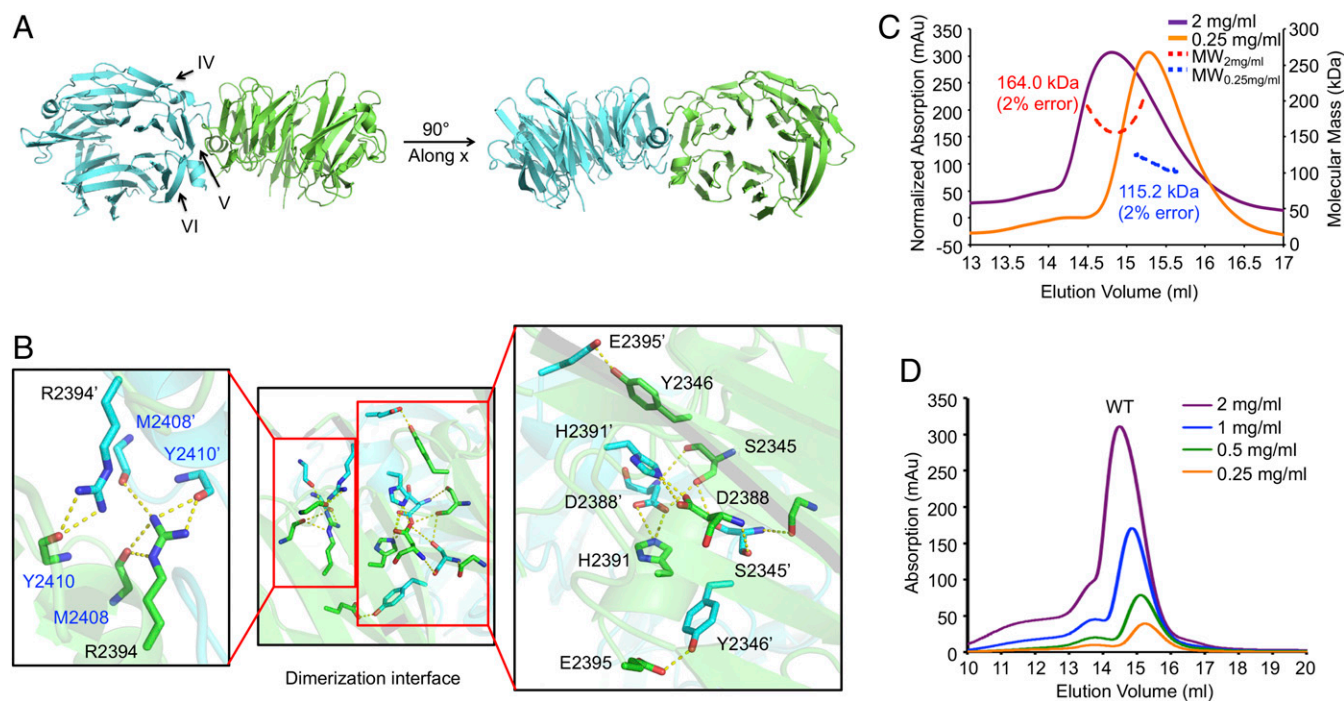 A
IV
V
VI
90°
Along x
C
2 mg/ml
0.25 mg/ml
MW2mg/ml
MW0.25mg/ml
Normalized Absorption (mAu)
350
300
250
200
150
100
50
0
-50
164.0 kDa
(2% error)
115.2 kDa
(2% error)
300
250
200
150
100
50
0
Molecular Mass (kDa)
13 13.5 14 14.5 15 15.5 16 16.5 17
Elution Volume (ml)
B
R2394'
M2408'
Y2410'
Y2410
M2408
R2394
Dimerization interface
E2395'
Y2346
H2391'
S2345
D2388'
D2388
H2391
S2345'
Y2346'
E2395
D
WT
2 mg/ml
1 mg/ml
0.5 mg/ml
0.25 mg/ml
Absorption (mAu)
350
300
250
200
150
100
50
0
10 11 12 13 14 15 16 17 18 19 20
Elution Volume (ml)